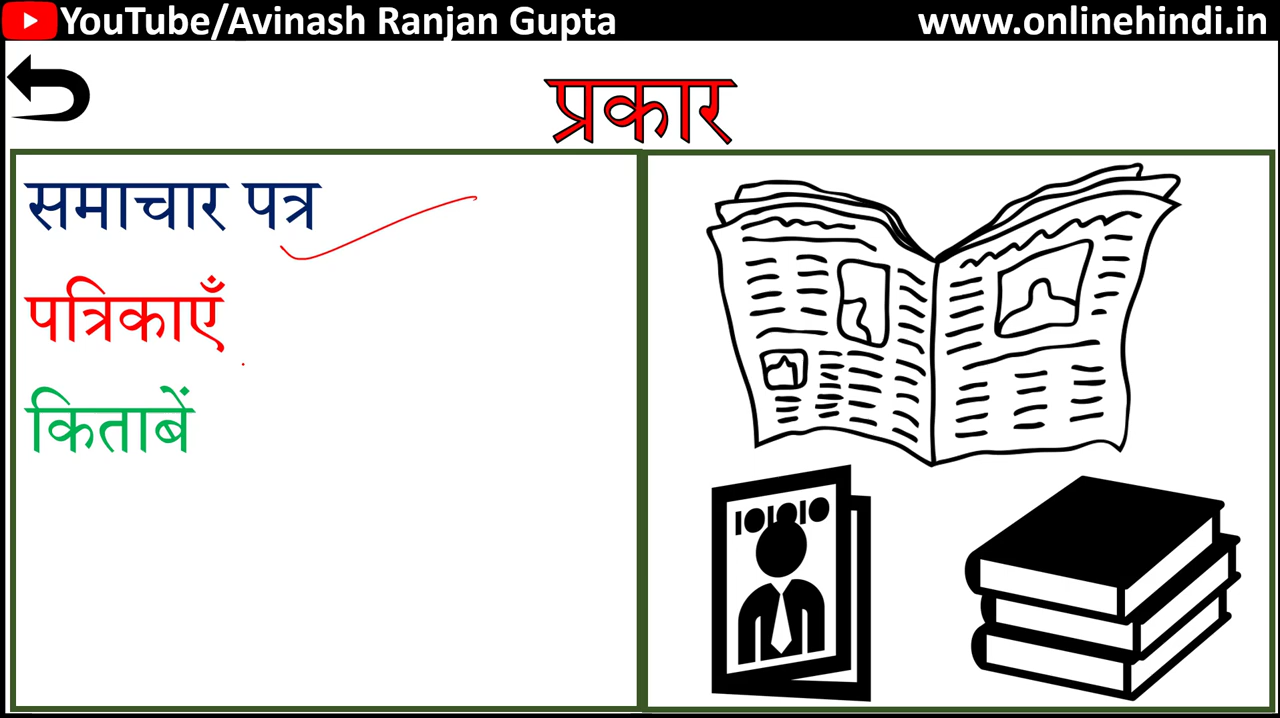 YouTube/Avinash Ranjan Gupta
www.onlinehindi.in
प्रकार
समाचार पत्र
पत्रिकाएँ
किताबें